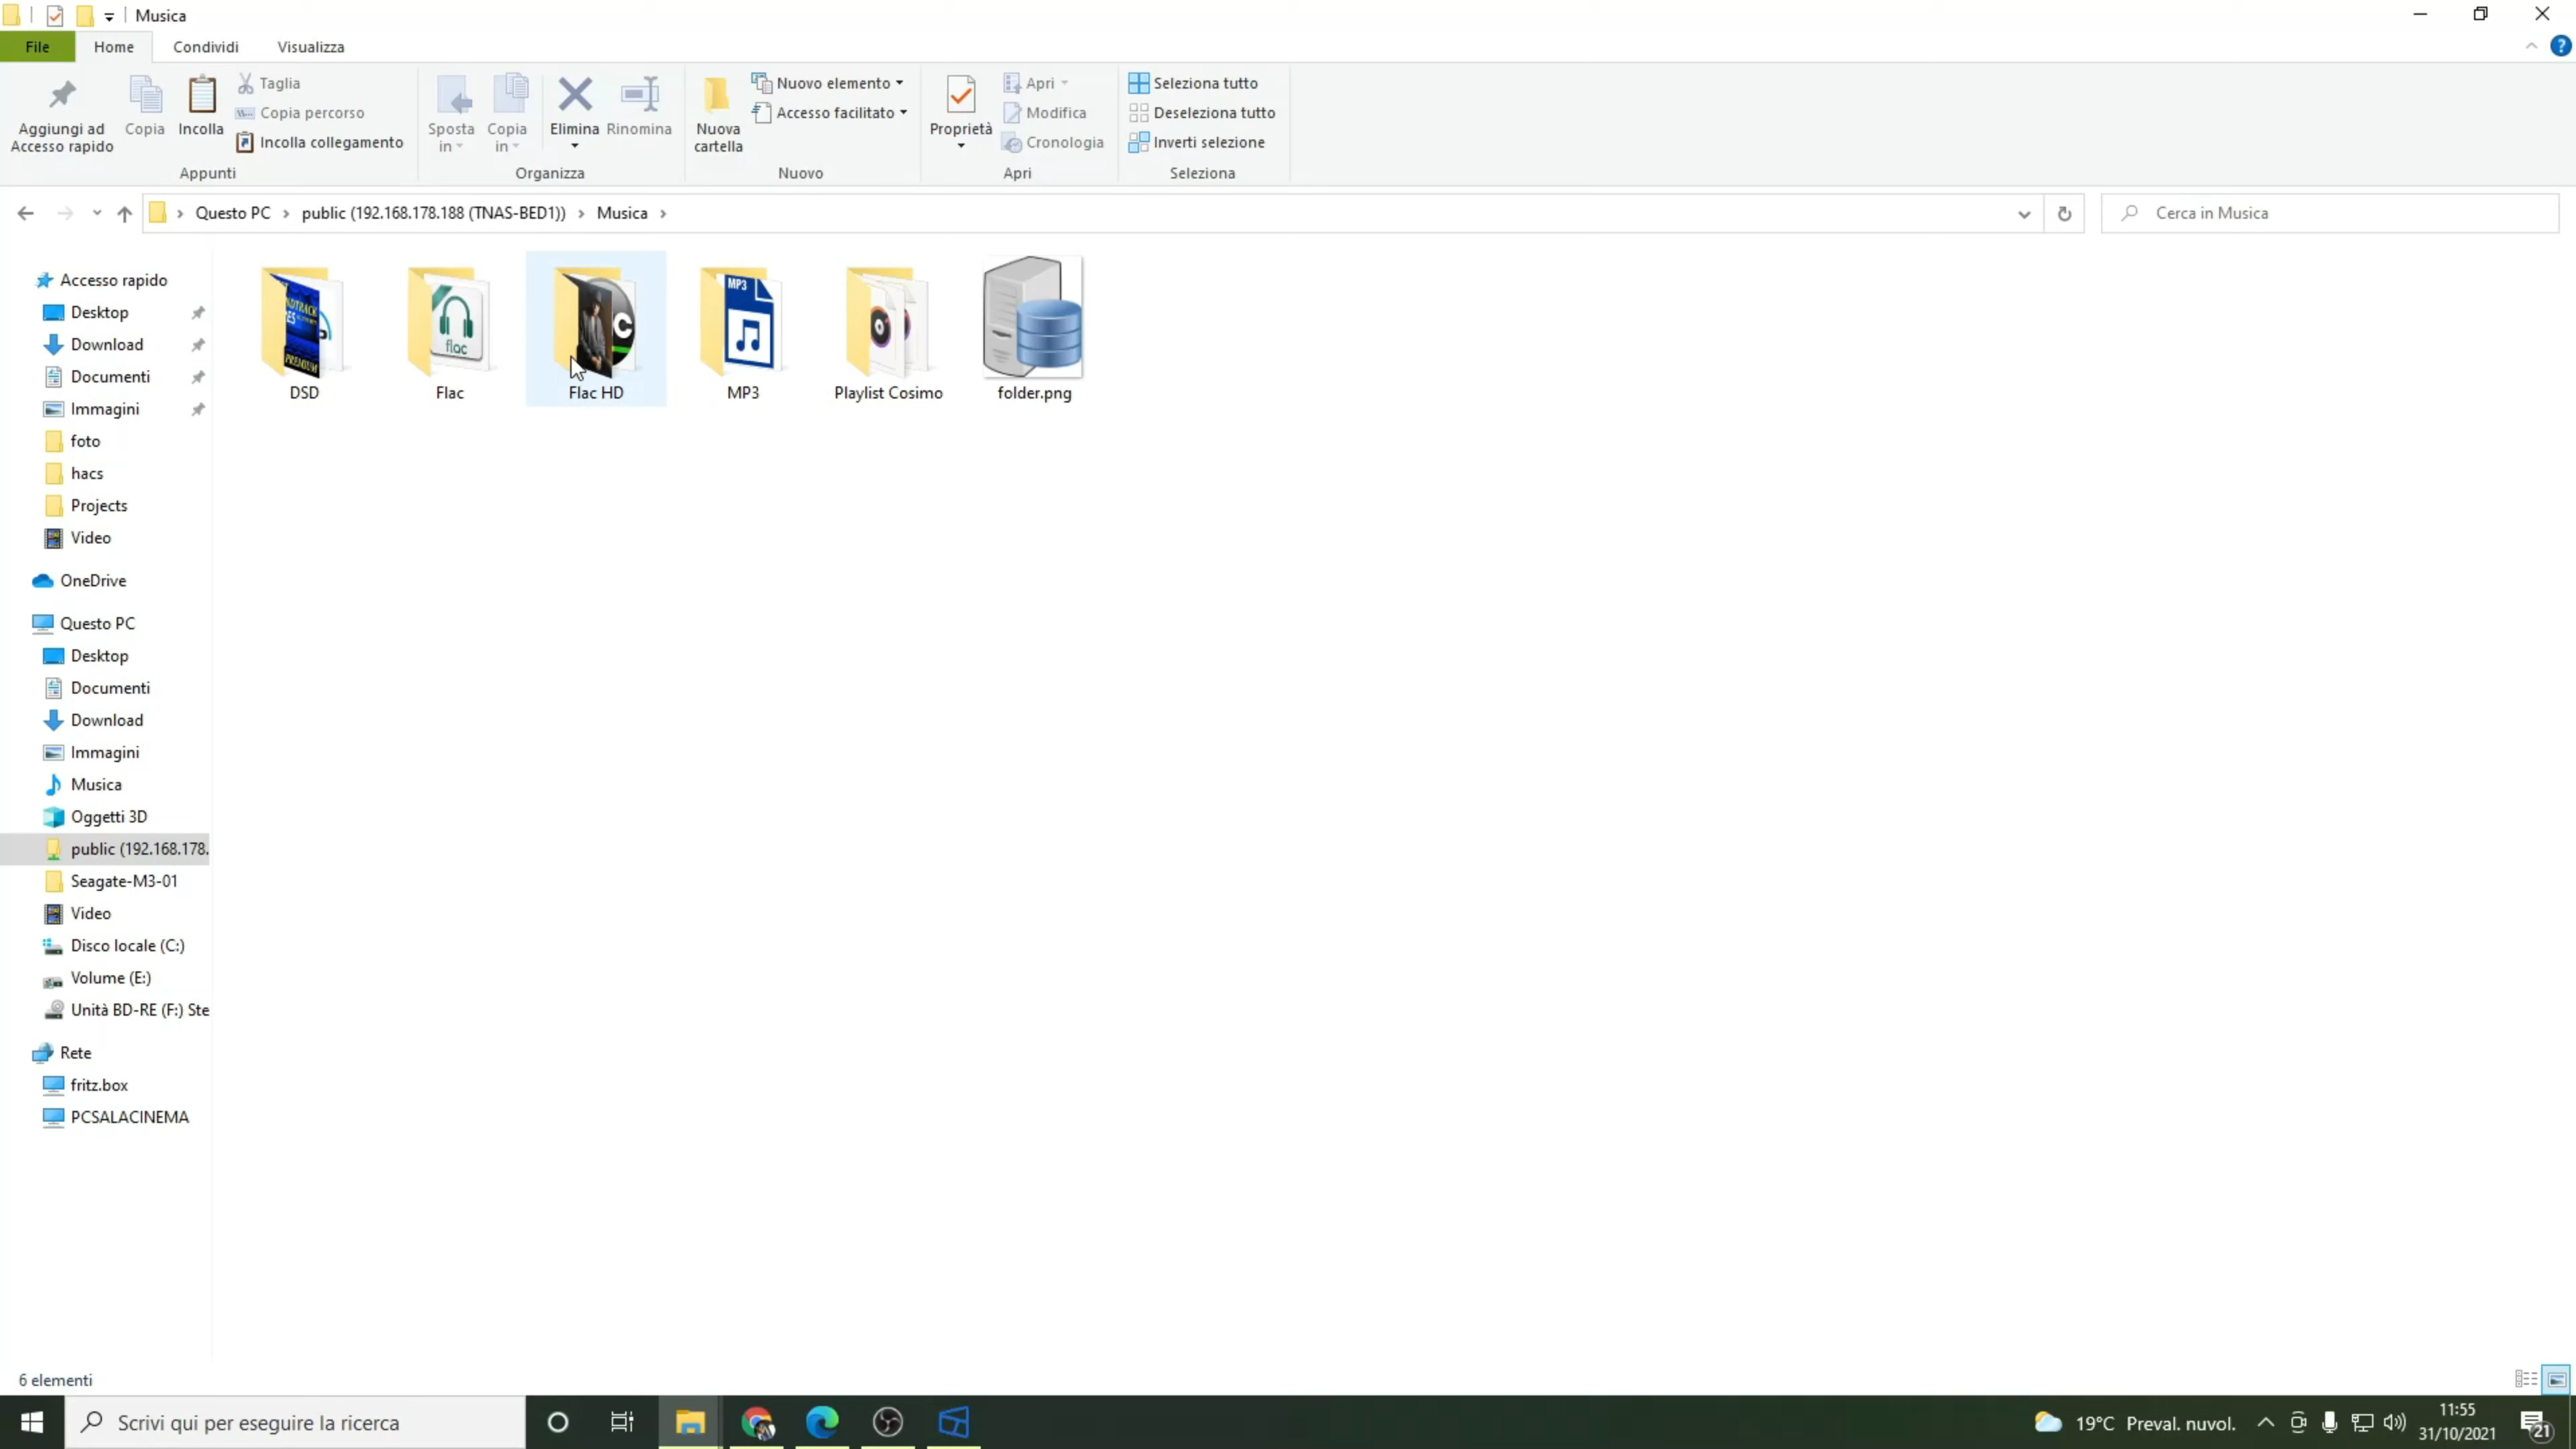 Musica
File Home Condividi Visualizza
Aggiungi ad
Accesso rapido
Copia
Incolla
Taglia
Copia percorso
Incolla collegamento
Appunti
Sposta
in
Copia
in
Elimina
Rinomina
Organizza
Nuova
cartella
Nuovo elemento
Accesso facilitato
Nuovo
Proprietà
Apri
Modifica
Cronologia
Apri
Seleziona tutto
Deseleziona tutto
Inverti selezione
Seleziona
Questo PC › public (192.168.178.188 (TNAS-BED1)) › Musica ›
Cerca in Musica
Accesso rapido
Desktop
Download
Documenti
Immagini
foto
hacs
Projects
Video
OneDrive
Questo PC
Desktop
Documenti
Download
Immagini
Musica
Oggetti 3D
public (192.168.178.
Seagate-M3-01
Video
Disco locale (C:)
Volume (E:)
Unità BD-RE (F:) Ste
Rete
fritz.box
PCSALACINEMA
PREMIUM
DSD
flac
Flac
C
Flac HD
MP3
MP3
Playlist Cosimo
folder.png
6 elementi
Scrivi qui per eseguire la ricerca
19°C Preval. nuvol.
11:55
31/10/2021
21